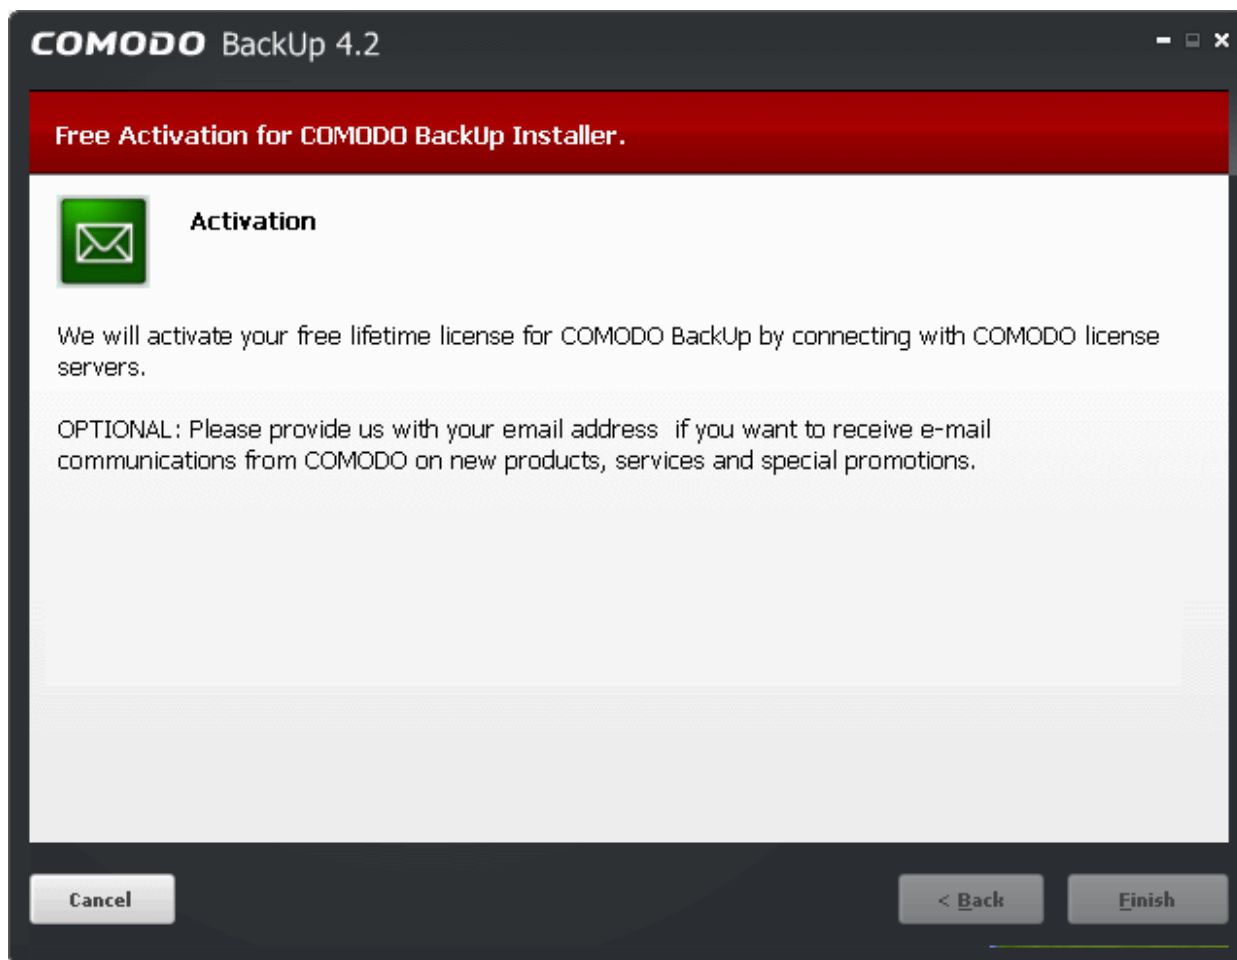 COMODO BackUp 4.2
Free Activation for COMODO BackUp Installer.
Activation
We will activate your free lifetime license for COMODO BackUp by connecting with COMODO license
servers.
OPTIONAL: Please provide us with your email address  if you want to receive e-mail
communications from COMODO on new products, services and special promotions.
Cancel
< Back
Finish